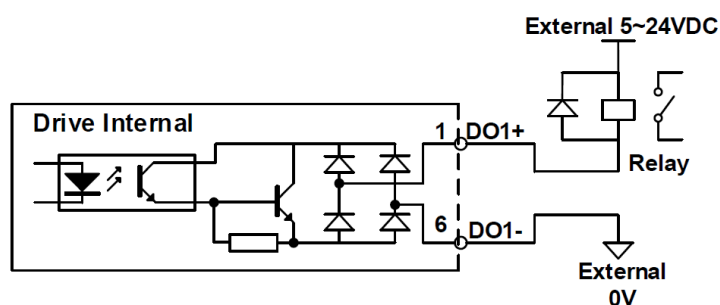 External 5~24VDC
Drive Internal
1 DO1+
Relay
6 DO1-
External
0V